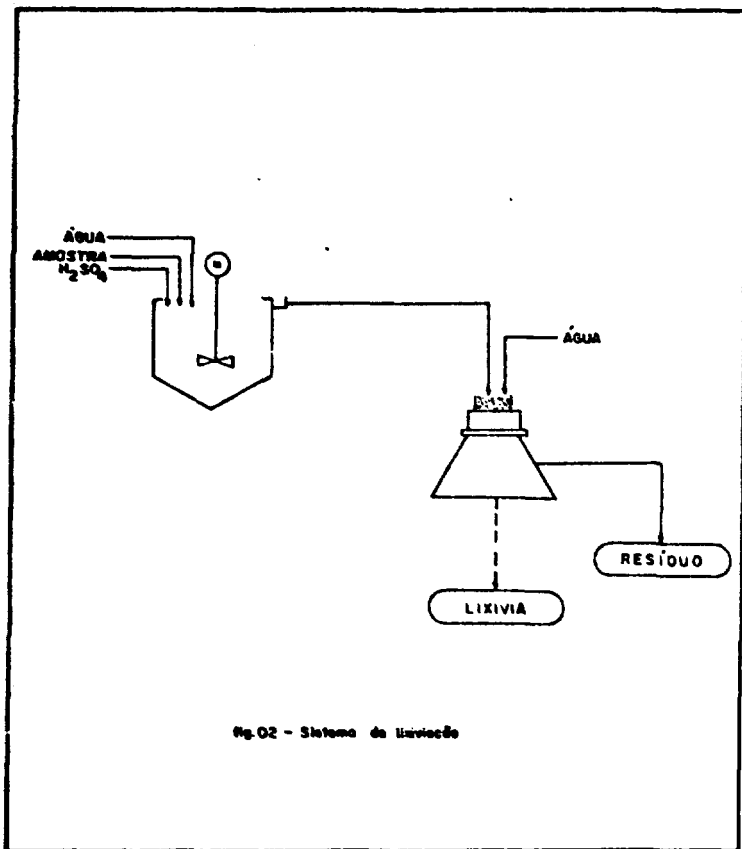 ÁGUA
AMOSTRA
H₂SO₄
M
ÁGUA
RESÍDUO
LIXIVIA
fig.02 - Sistema de lixiviação